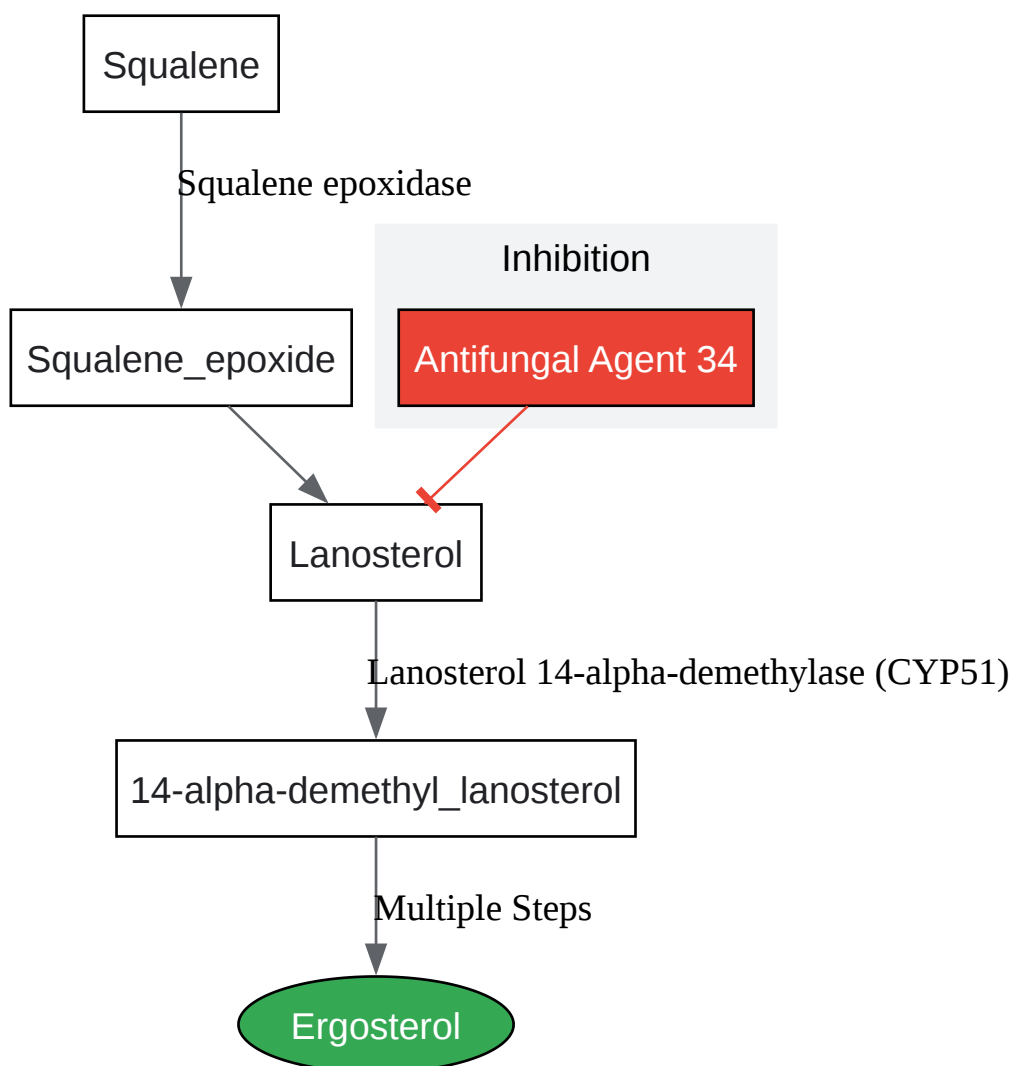 Squalene
Squalene epoxidase
Inhibition
Squalene_epoxide
Antifungal Agent 34
Lanosterol
Lanosterol 14-alpha-demethylase (CYP51)
14-alpha-demethyl_lanosterol
Multiple Steps
Ergosterol